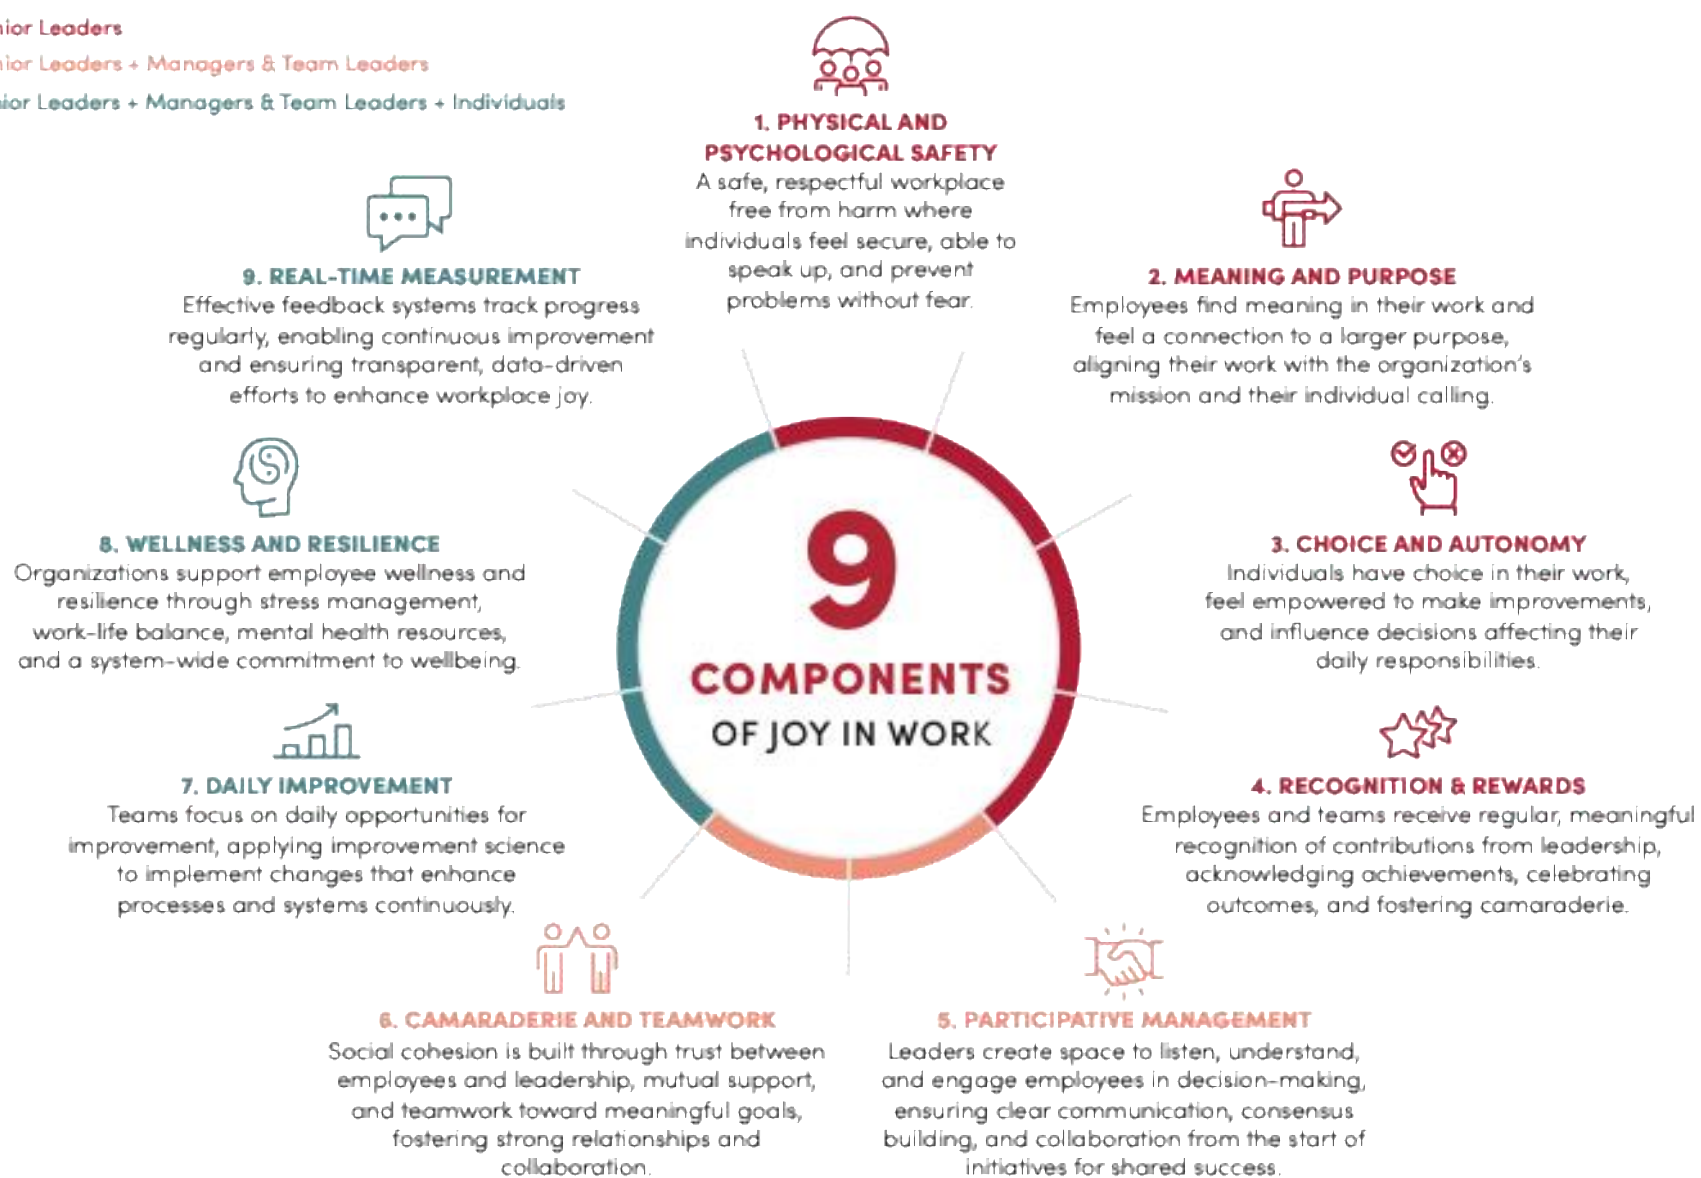 nior Leaders
nior Leaders + Managers & Team Leaders
nior Leaders + Managers & Team Leaders + Individuals
1. PHYSICAL AND
PSYCHOLOGICAL SAFETY
A safe, respectful workplace
free from harm where
individuals feel secure, able to
speak up, and prevent
problems without fear.
2. MEANING AND PURPOSE
Employees find meaning in their work and
feel a connection to a larger purpose,
aligning their work with the organization's
mission and their individual calling.
3. CHOICE AND AUTONOMY
Individuals have choice in their work,
feel empowered to make improvements,
and influence decisions affecting their
daily responsibilities.
4. RECOGNITION & REWARDS
Employees and teams receive regular, meaningful
recognition of contributions from leadership,
acknowledging achievements, celebrating
outcomes, and fostering camaraderie.
5. PARTICIPATIVE MANAGEMENT
Leaders create space to listen, understand,
and engage employees in decision-making,
ensuring clear communication, consensus
building, and collaboration from the start of
initiatives for shared success.
6. CAMARADERIE AND TEAMWORK
Social cohesion is built through trust between
employees and leadership, mutual support,
and teamwork toward meaningful goals,
fostering strong relationships and
collaboration.
7. DAILY IMPROVEMENT
Teams focus on daily opportunities for
improvement, applying improvement science
to implement changes that enhance
processes and systems continuously.
8. WELLNESS AND RESILIENCE
Organizations support employee wellness and
resilience through stress management,
work-life balance, mental health resources,
and a system-wide commitment to wellbeing.
9. REAL-TIME MEASUREMENT
Effective feedback systems track progress
regularly, enabling continuous improvement
and ensuring transparent, data-driven
efforts to enhance workplace joy.
9
COMPONENTS
OF JOY IN WORK